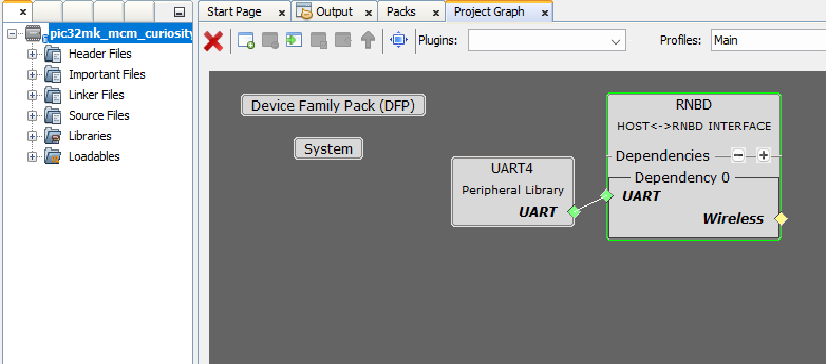 Start Page
Output
Packs
Project Graph
pic32mk_mcm_curiosity
Header Files
Important Files
Linker Files
Source Files
Libraries
Loadables
Plugins:
Profiles:
Main
Device Family Pack (DFP)
System
UART4
Peripheral Library
UART
RNBD
HOST<->RNBD INTERFACE
Dependencies
Dependency 0
UART
Wireless